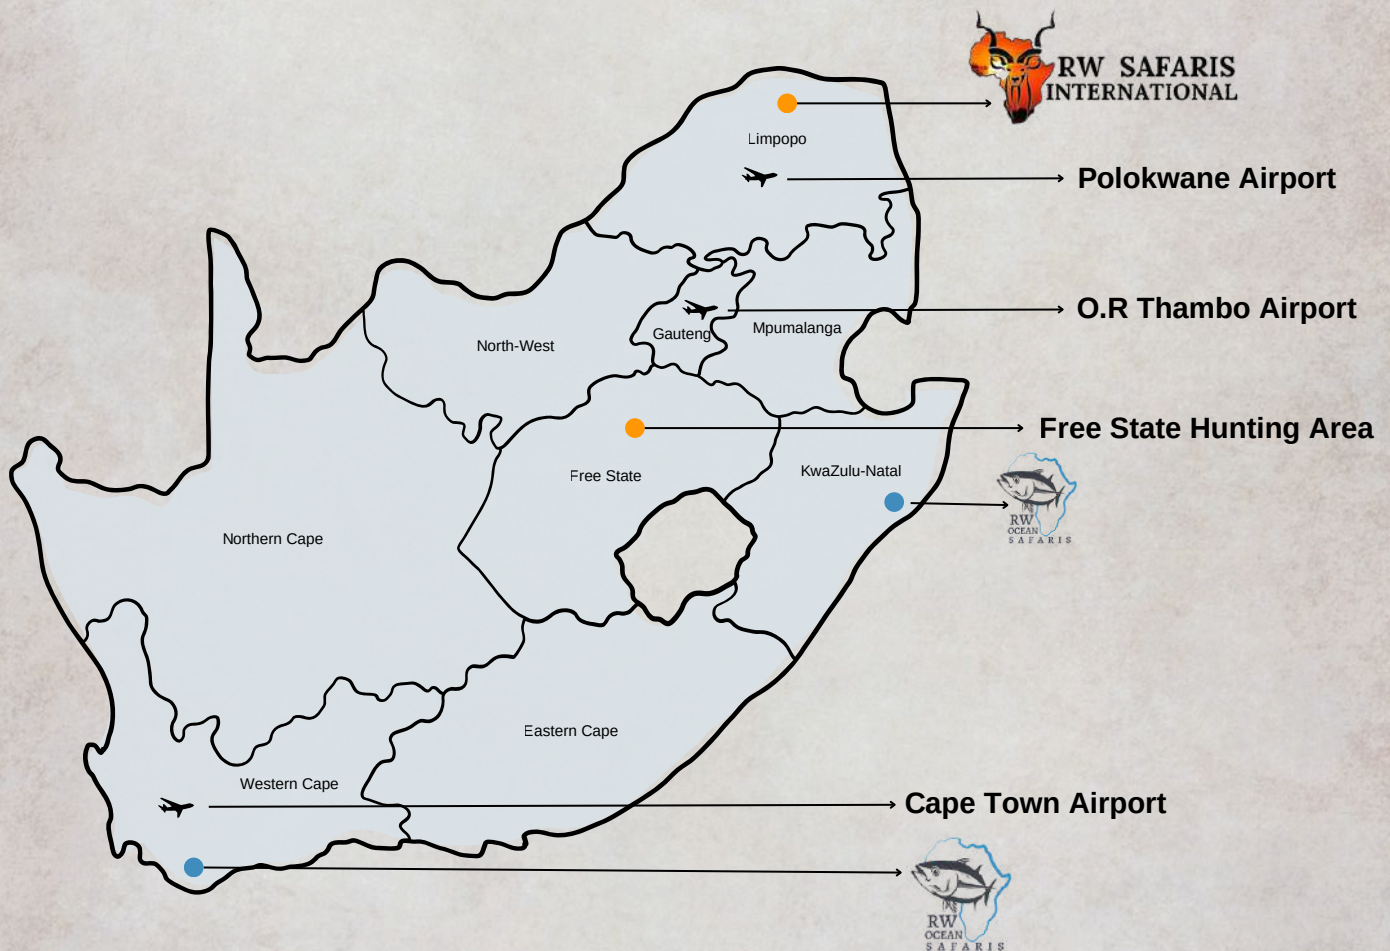 RW SAFARIS
INTERNATIONAL
Limpopo
Polokwane Airport
O.R Thambo Airport
Gauteng
Mpumalanga
North-West
Free State Hunting Area
KwaZulu-Natal
Free State
RW
OCEAN
SAFARIS
Northern Cape
Eastern Cape
Western Cape
Cape Town Airport
RW
OCEAN
SAFARIS